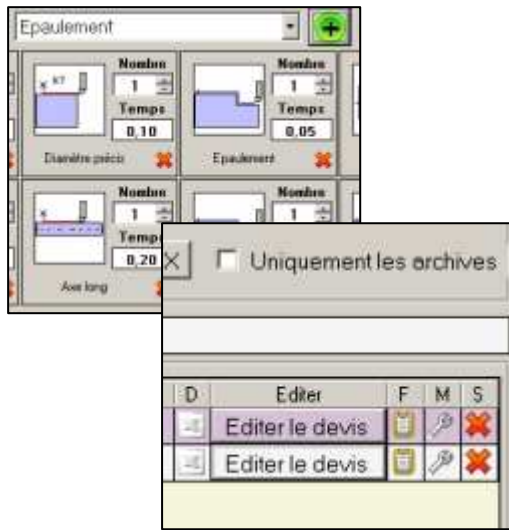 Epaulement
Nombre Nombre
1 1
Temps Temps
0,10 0,05
Diamètre précis Epaulement
Nombre Nombre
1 1
Temps
0,20
Axe long
Uniquement les archives
D Editer F M S
Editer le devis
Editer le devis